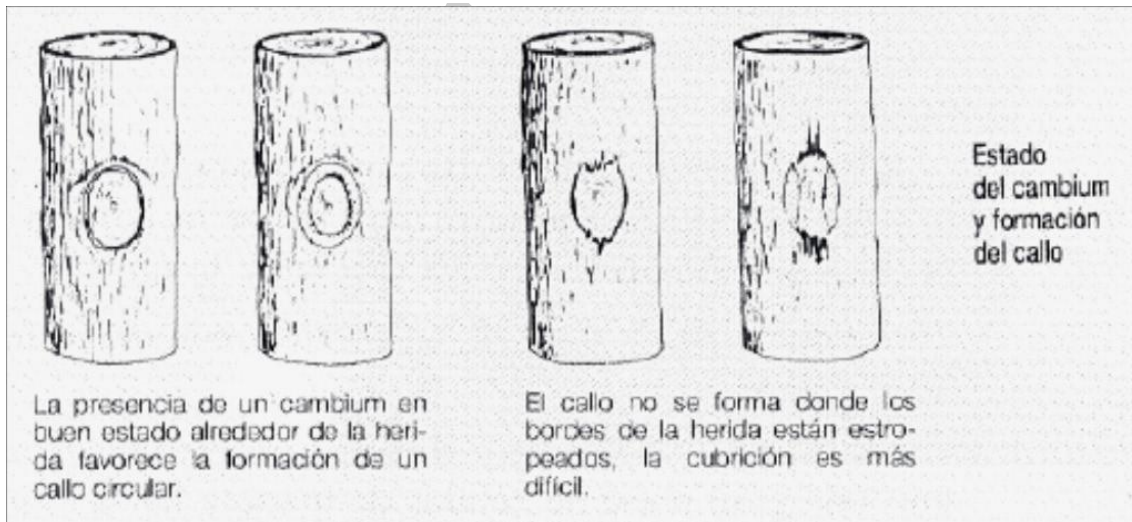 Estado
del cambium
y formación
del callo
La presencia de un cambium en
buen estado alrededor de la heri-
da favorece la formación de un
callo circular.
El callo no se forma donde los
bordes de la herida están estro-
peados, la cubrición es más
difícil.